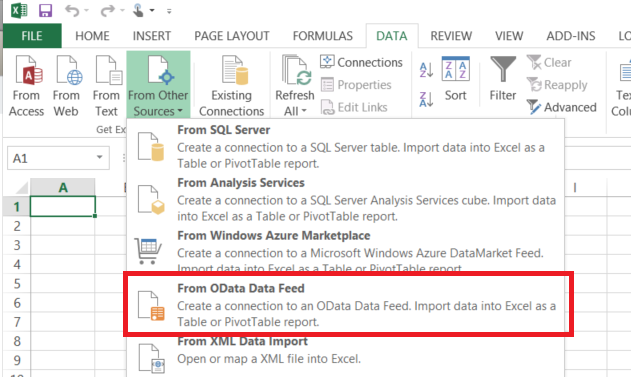 FILE HOME INSERT PAGE LAYOUT FORMULAS DATA REVIEW VIEW ADD-INS
From Access
From Web
From Text
From Other Sources
Existing Connections
Refresh All
Connections
Properties
Edit Links
Sort
Filter
Clear
Reapply
Advanced
Get Ex
A1
A
I
1
2
3
4
5
6
7
8
9
From SQL Server
Create a connection to a SQL Server table. Import data into Excel as a
Table or PivotTable report.
From Analysis Services
Create a connection to a SQL Server Analysis Services cube. Import data
into Excel as a Table or PivotTable report.
From Windows Azure Marketplace
Create a connection to a Microsoft Windows Azure DataMarket Feed.
Import data into Excel as a Table or PivotTable report.
From OData Data Feed
Create a connection to an OData Data Feed. Import data into Excel as a
Table or PivotTable report.
From XML Data Import
Open or map a XML file into Excel.